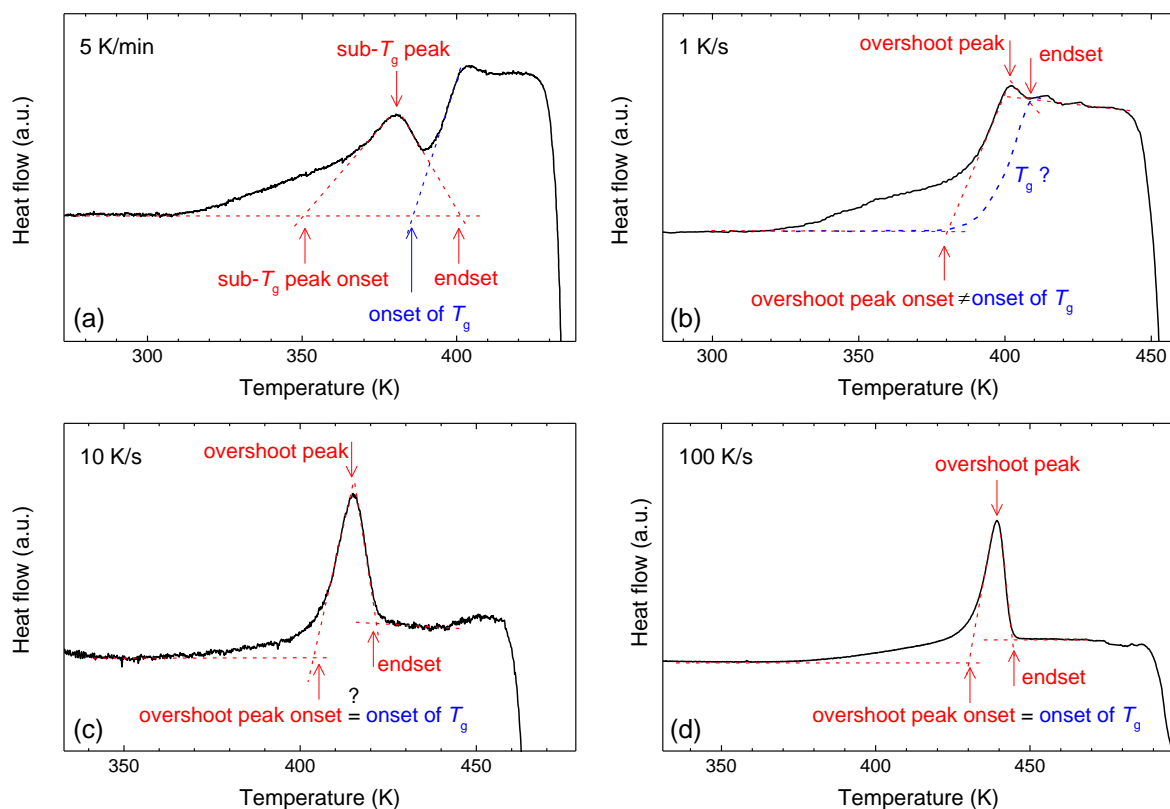 5 K/min
sub-Tg peak
Heat flow (a.u.)
sub-Tg peak onset
endset
onset of Tg
(a)
300 350 400
Temperature (K)
1 K/s
overshoot peak
endset
Heat flow (a.u.)
Tg ?
overshoot peak onset ≠ onset of Tg
(b)
300 350 400 450
Temperature (K)
10 K/s
overshoot peak
Heat flow (a.u.)
endset
?
overshoot peak onset = onset of Tg
(c)
350 400 450
Temperature (K)
100 K/s
overshoot peak
Heat flow (a.u.)
endset
overshoot peak onset = onset of Tg
(d)
350 400 450
Temperature (K)